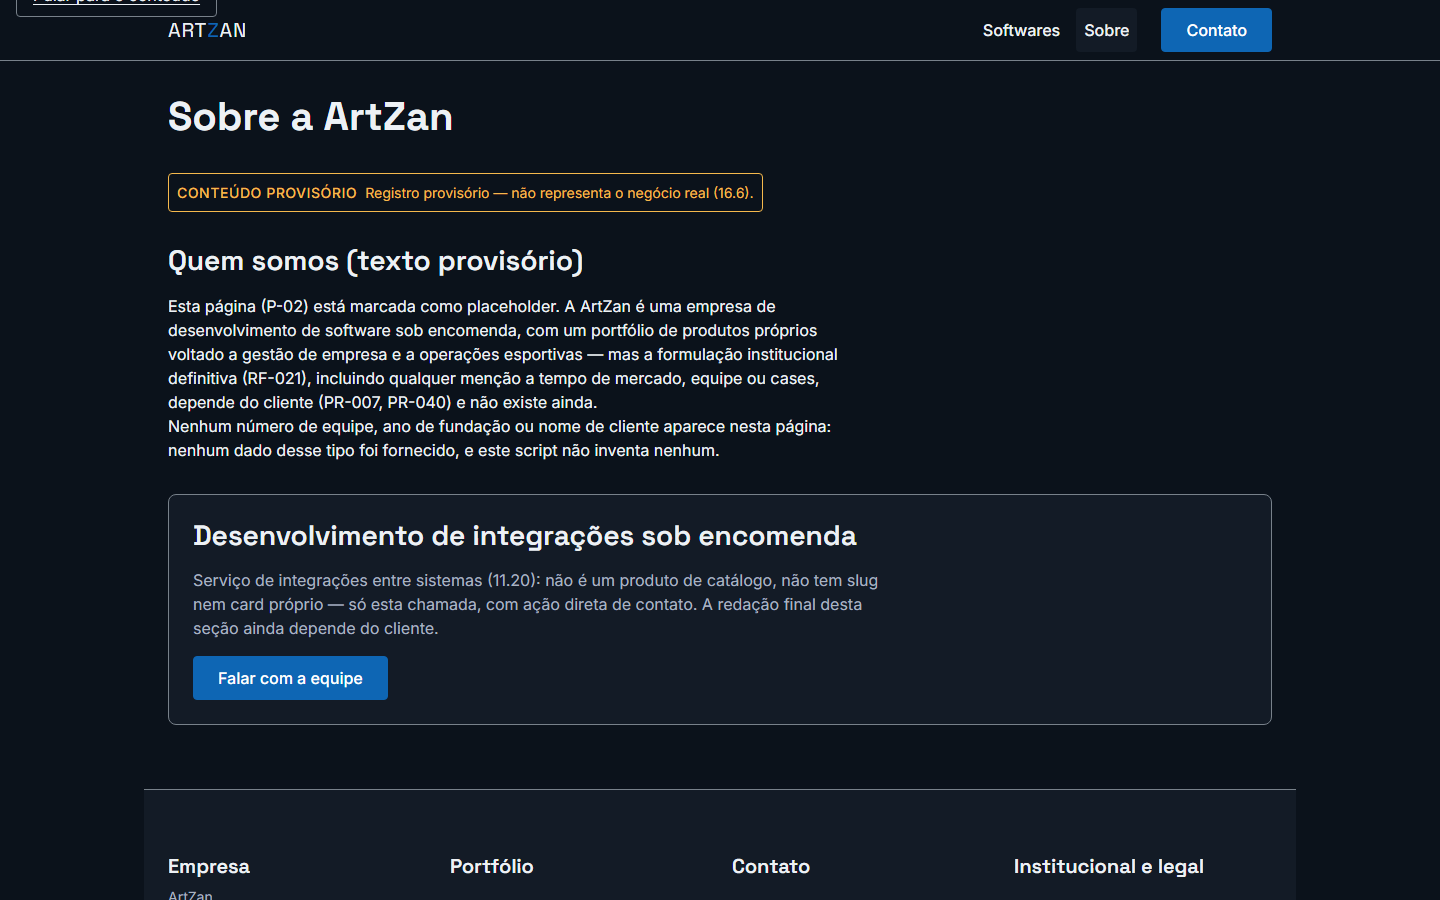 ARTZAN
Softwares
Sobre
Contato
Sobre a ArtZan
CONTEÚDO PROVISÓRIO Registro provisório — não representa o negócio real (16.6).
Quem somos (texto provisório)
Esta página (P-02) está marcada como placeholder. A ArtZan é uma empresa de
desenvolvimento de software sob encomenda, com um portfólio de produtos próprios
voltado a gestão de empresa e a operações esportivas — mas a formulação institucional
definitiva (RF-021), incluindo qualquer menção a tempo de mercado, equipe ou cases,
depende do cliente (PR-007, PR-040) e não existe ainda.
Nenhum número de equipe, ano de fundação ou nome de cliente aparece nesta página:
nenhum dado desse tipo foi fornecido, e este script não inventa nenhum.
Desenvolvimento de integrações sob encomenda
Serviço de integrações entre sistemas (11.20): não é um produto de catálogo, não tem slug
nem card próprio — só esta chamada, com ação direta de contato. A redação final desta
seção ainda depende do cliente.
Falar com a equipe
Empresa
Portfólio
Contato
Institucional e legal
ArtZan